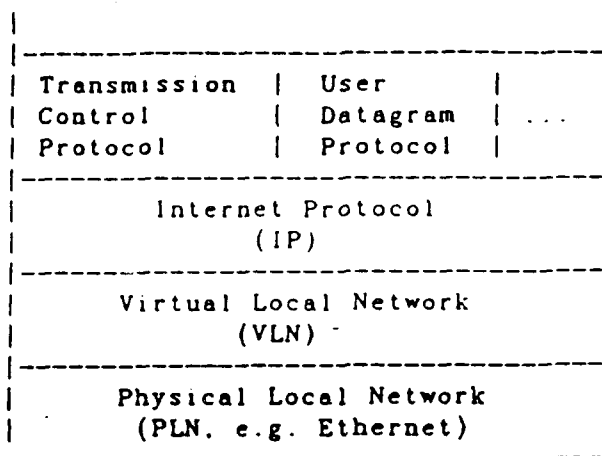 Transmission | User |
Control | Datagram | ...
Protocol | Protocol |
Internet Protocol
(IP)
Virtual Local Network
(VLN)
Physical Local Network
(PLN, e.g. Ethernet)